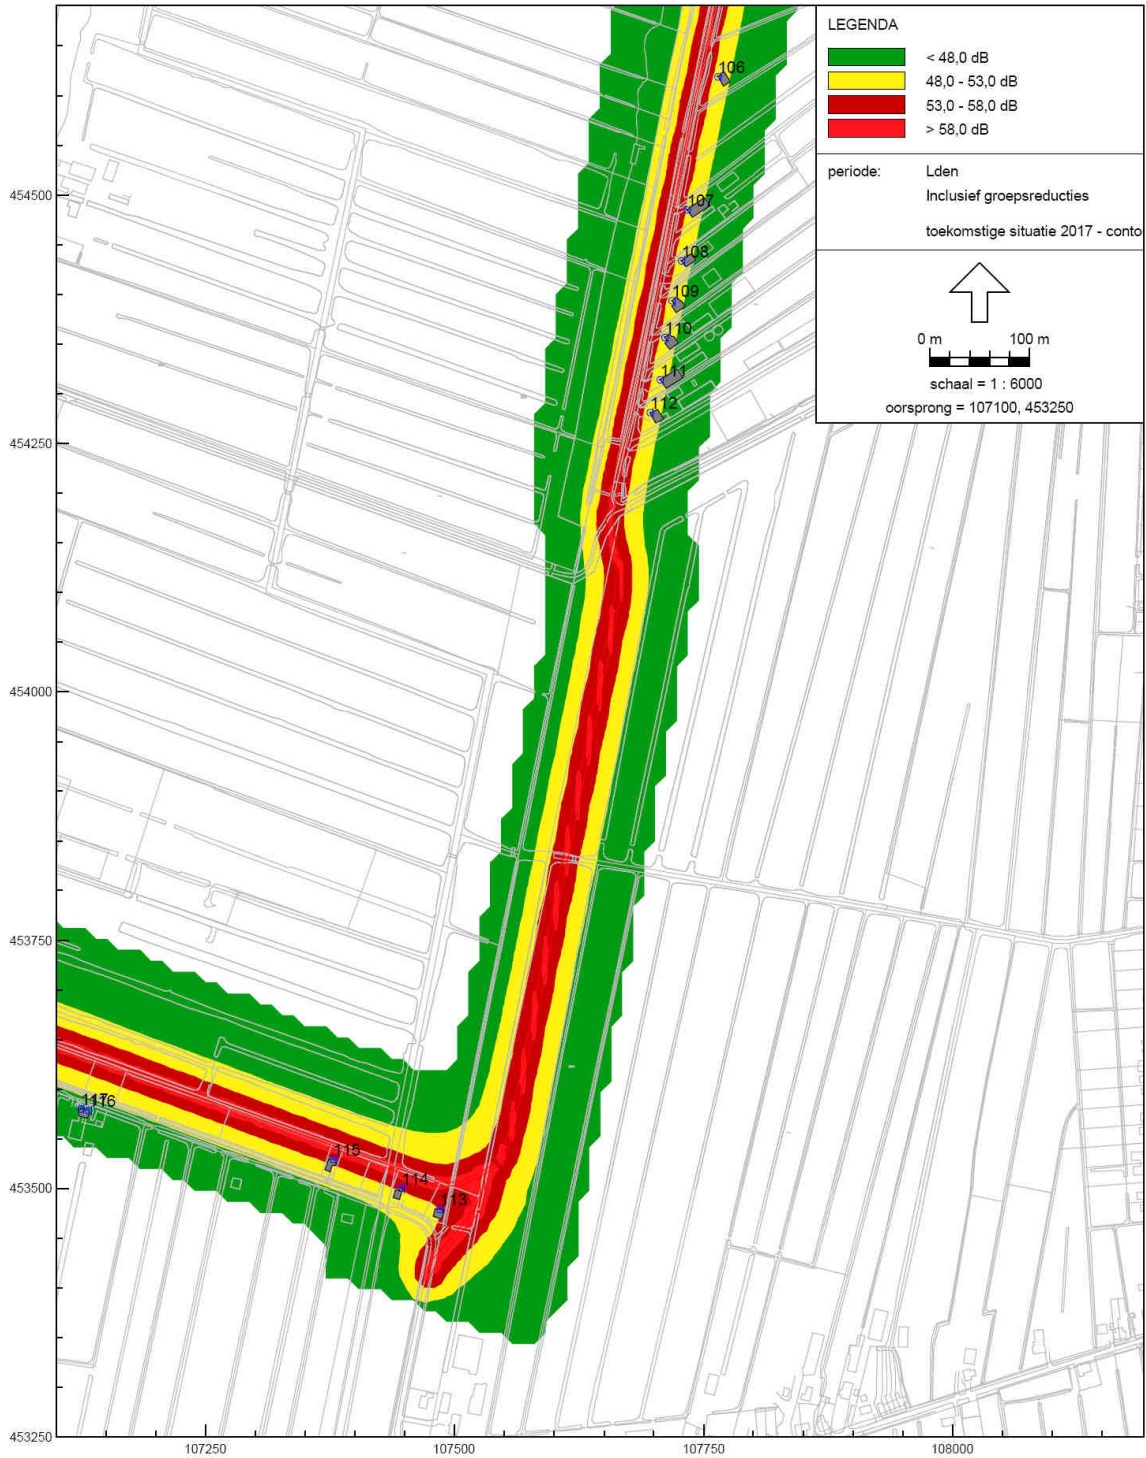 LEGENDA
< 48,0 dB
48,0 - 53,0 dB
53,0 - 58,0 dB
> 58,0 dB
periode: Lden
Inclusief groepsreducties
toekomstige situatie 2017 - conto
0 m 100 m
schaal = 1 : 6000
oorsprong = 107100, 453250
106
454500
107
108
109
110
111
112
454250
454000
453750
117
116
115
114
113
453500
453250
107250 107500 107750 108000